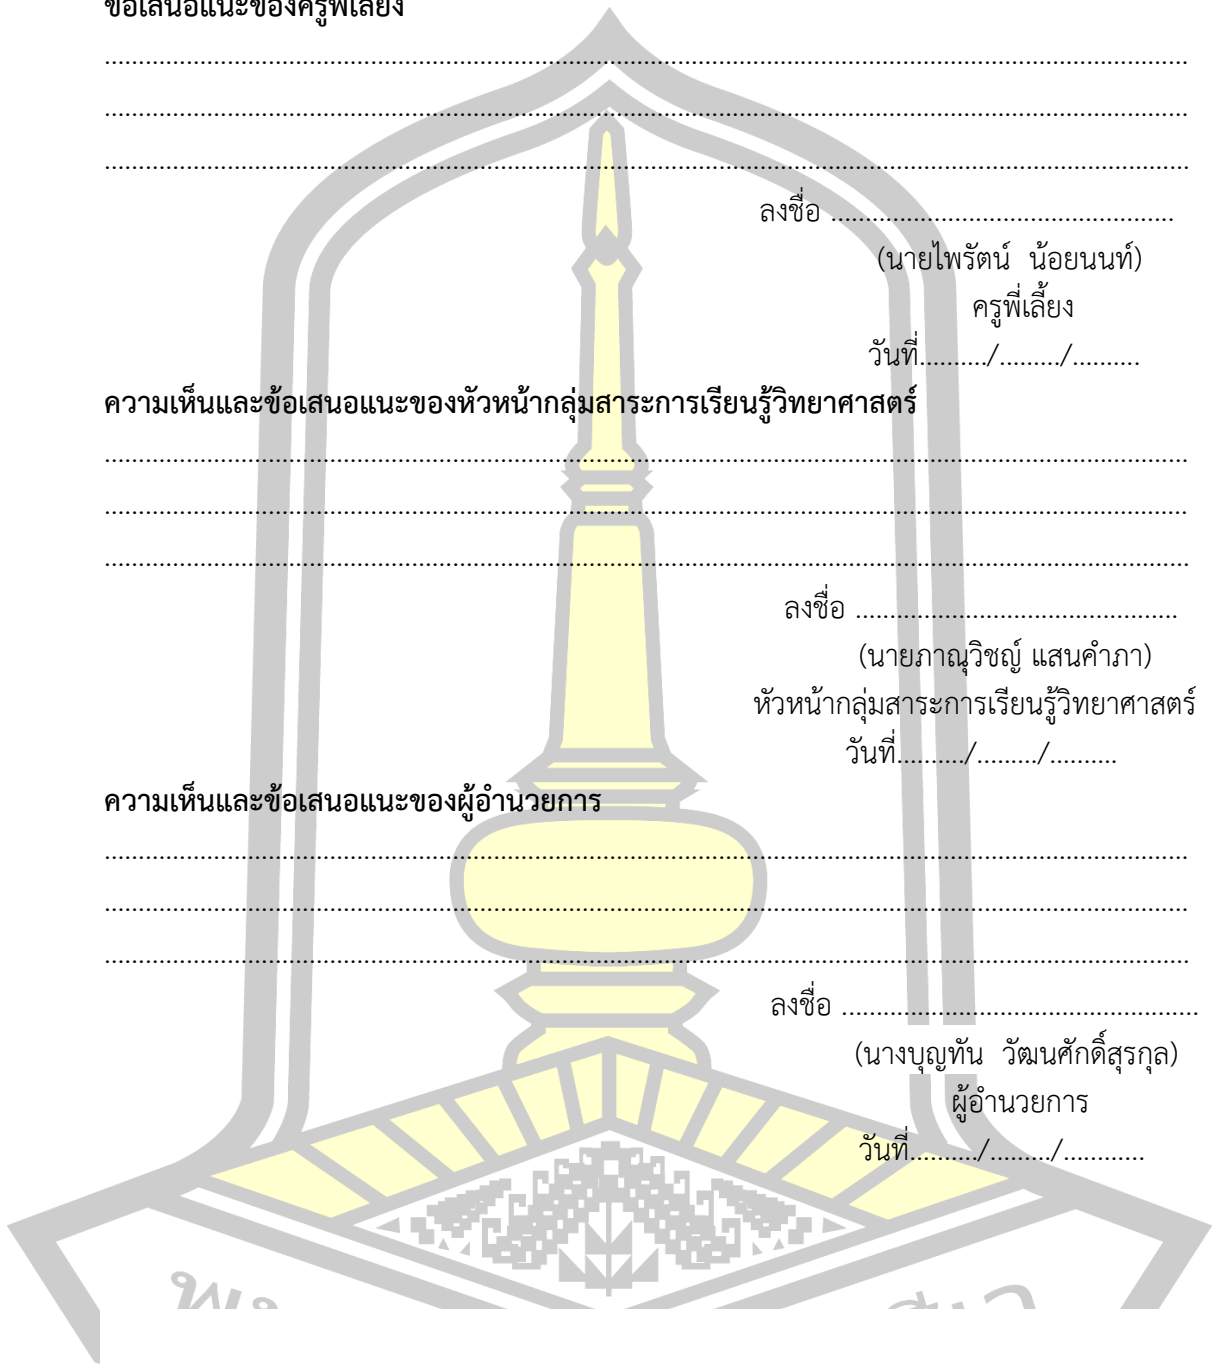 ข้อเสนอแนะของครูพี่เลี้ยง
................................................................................................................................................................
................................................................................................................................................................
................................................................................................................................................................
ลงชื่อ ..................................................
(นายไพรัตน์ น้อยนนท์)
ครูพี่เลี้ยง
วันที่........../........./..........
ความเห็นและข้อเสนอแนะของหัวหน้ากลุ่มสาระการเรียนรู้วิทยาศาสตร์
................................................................................................................................................................
................................................................................................................................................................
................................................................................................................................................................
ลงชื่อ ...............................................
(นายภาณุวิชญ์ แสนคำภา)
หัวหน้ากลุ่มสาระการเรียนรู้วิทยาศาสตร์
วันที่........../........./..........
ความเห็นและข้อเสนอแนะของผู้อำนวยการ
................................................................................................................................................................
................................................................................................................................................................
................................................................................................................................................................
ลงชื่อ ....................................................
(นางบุญทัน วัฒนศักดิ์สุรกุล)
ผู้อำนวยการ
วันที่........../........./............